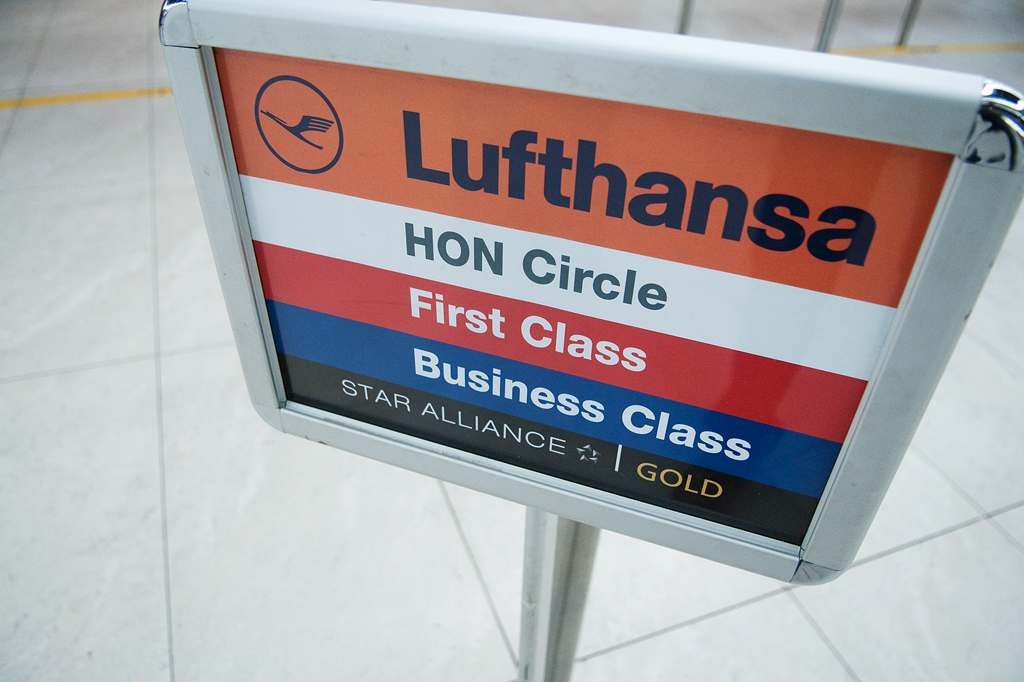 Lufthansa
HON Circle
First Class
Business Class
STAR ALLIANCE | GOLD